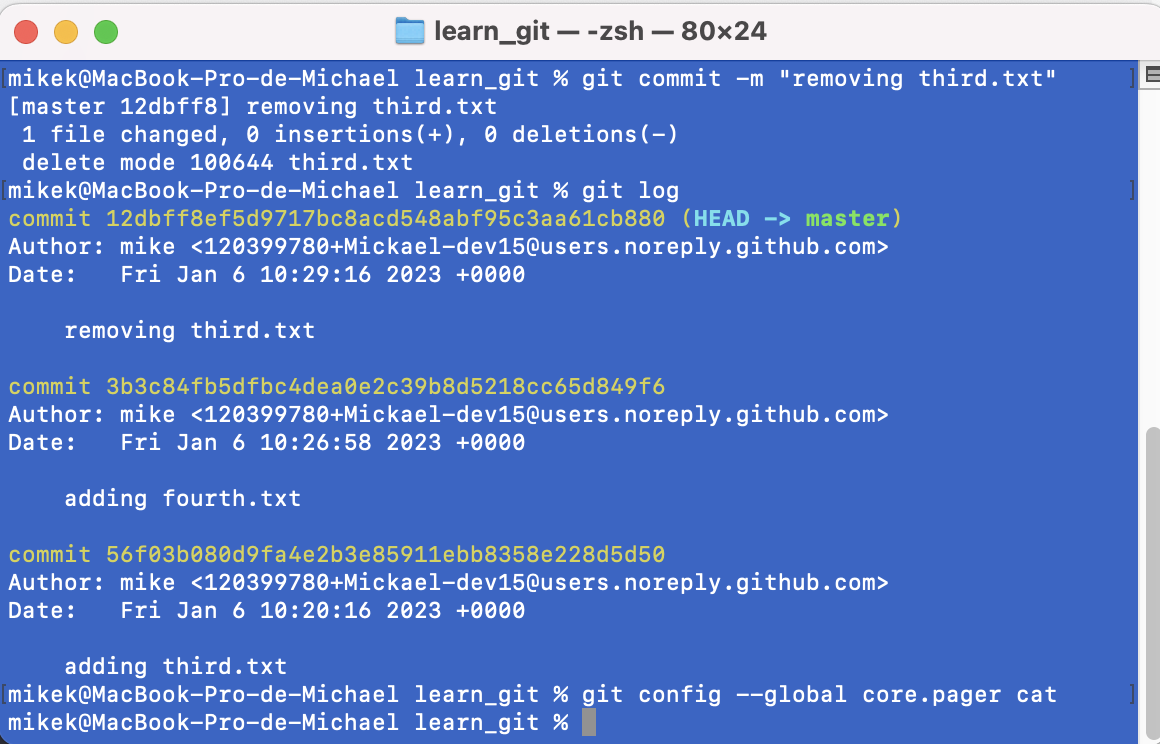 learn_git — -zsh — 80×24
[mikek@MacBook-Pro-de-Michael learn_git % git commit -m "removing third.txt" ]
[master 12dbff8] removing third.txt
 1 file changed, 0 insertions(+), 0 deletions(-)
 delete mode 100644 third.txt
[mikek@MacBook-Pro-de-Michael learn_git % git log ]
commit 12dbff8ef5d9717bc8acd548abf95c3aa61cb880 (HEAD -> master)
Author: mike <120399780+Mickael-dev15@users.noreply.github.com>
Date:   Fri Jan 6 10:29:16 2023 +0000
    removing third.txt
commit 3b3c84fb5dfbc4dea0e2c39b8d5218cc65d849f6
Author: mike <120399780+Mickael-dev15@users.noreply.github.com>
Date:   Fri Jan 6 10:26:58 2023 +0000
    adding fourth.txt
commit 56f03b080d9fa4e2b3e85911ebb8358e228d5d50
Author: mike <120399780+Mickael-dev15@users.noreply.github.com>
Date:   Fri Jan 6 10:20:16 2023 +0000
    adding third.txt
[mikek@MacBook-Pro-de-Michael learn_git % git config --global core.pager cat ]
mikek@MacBook-Pro-de-Michael learn_git %